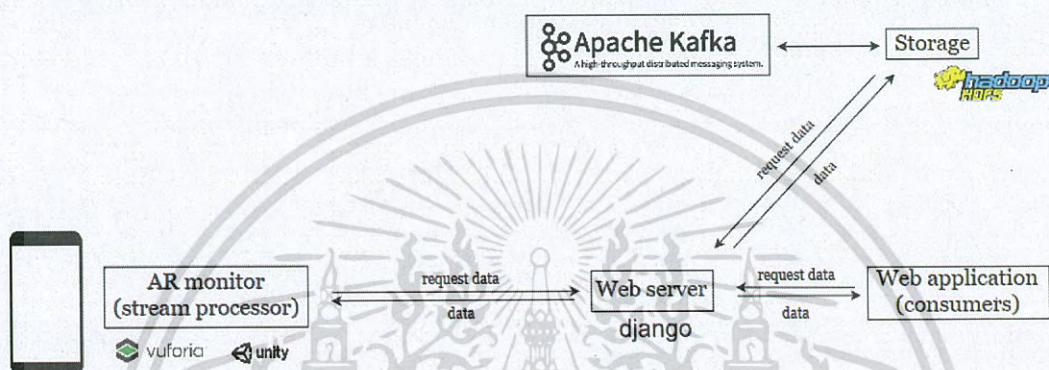 Apache Kafka
A high-throughput distributed messaging system.
Storage
hadoop
HDFS
request data
data
AR monitor
(stream processor)
vuforia
unity
request data
data
Web server
django
request data
data
Web application
(consumers)